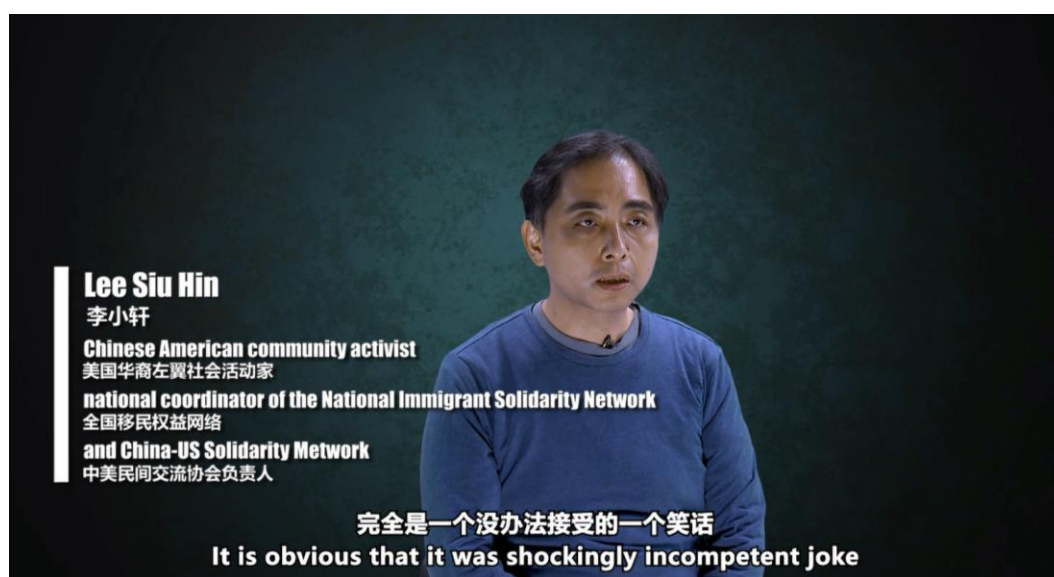 Lee Siu Hin
李小轩
Chinese American community activist
美国华裔左翼社会活动家
national coordinator of the National Immigrant Solidarity Network
全国移民权益网络
and China-US Solidarity Metwork
中美民间交流协会负责人
完全是一个没办法接受的一个笑话
It is obvious that it was shockingly incompetent joke